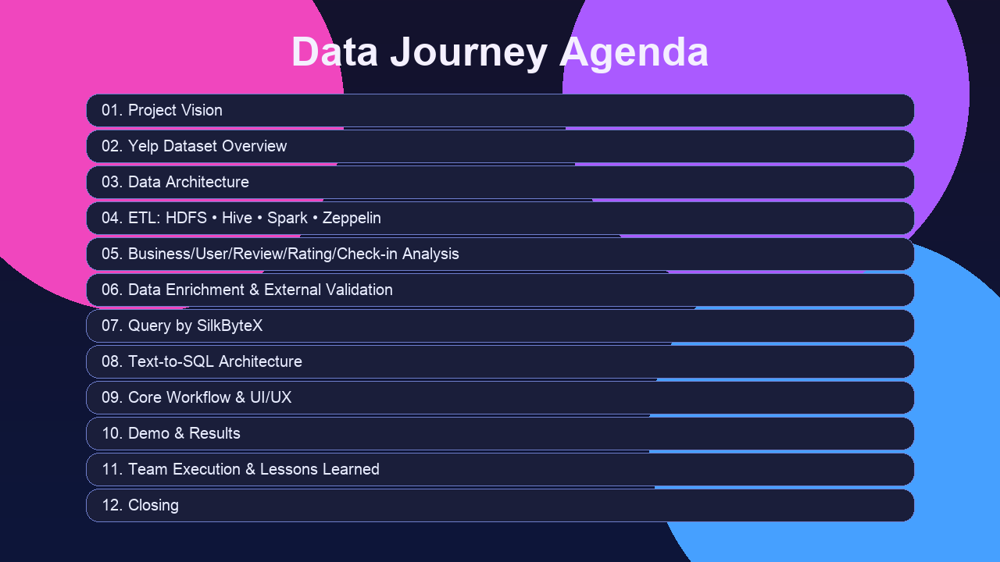 Data Journey Agenda
01. Project Vision
02. Yelp Dataset Overview
03. Data Architecture
04. ETL: HDFS • Hive • Spark • Zeppelin
05. Business/User/Review/Rating/Check-in Analysis
06. Data Enrichment & External Validation
07. Query by SilkByteX
08. Text-to-SQL Architecture
09. Core Workflow & UI/UX
10. Demo & Results
11. Team Execution & Lessons Learned
12. Closing